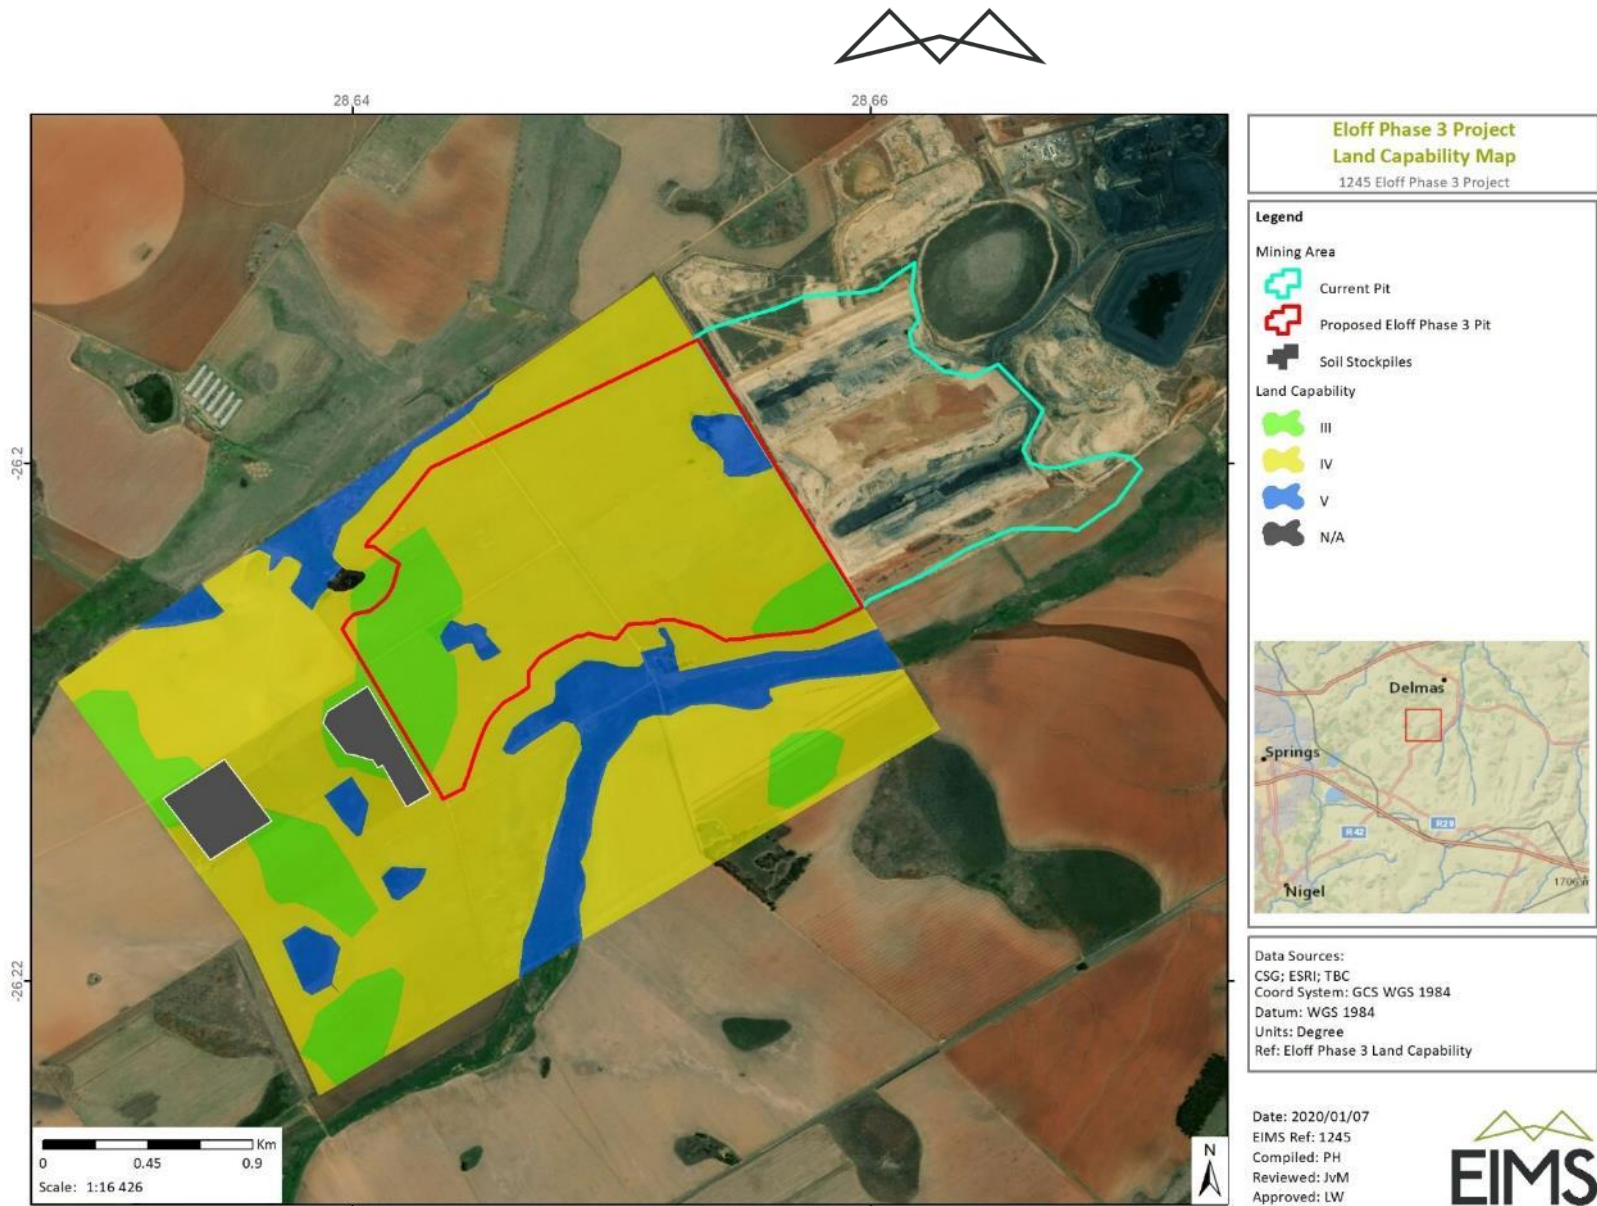 28.64
28.66
-26.2
-26.22
Km
0
0.45
0.9
Scale: 1:16 426
N
Eloff Phase 3 Project
Land Capability Map
1245 Eloff Phase 3 Project
Legend
Mining Area
Current Pit
Proposed Eloff Phase 3 Pit
Soil Stockpiles
Land Capability
III
IV
V
N/A
Delmas
Springs
R42
R29
Nigel
Data Sources:
CSG; ESRI; TBC
Coord System: GCS WGS 1984
Datum: WGS 1984
Units: Degree
Ref: Eloff Phase 3 Land Capability
Date: 2020/01/07
EIMS Ref: 1245
Compiled: PH
Reviewed: JvM
Approved: LW
EIMS